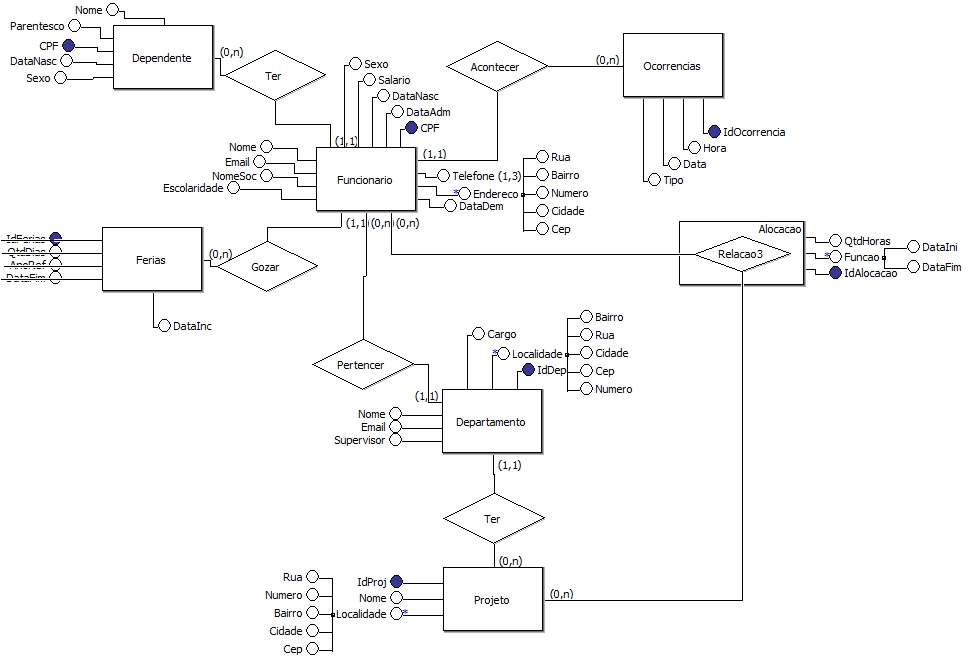 Nome
Parentesco
CPF
DataNasc
Sexo
Dependente
(0,n)
Ter
Sexo
Salario
DataNasc
DataAdm
CPF
(1,1)
Acontecer
(0,n)
Ocorrencias
IdOcorrencia
Hora
Data
Tipo
(1,1)
Nome
Email
NomeSoc
Escolaridade
Funcionario
Telefone (1,3)
* Endereco
DataDem
Rua
Bairro
Numero
Cidade
Cep
(1,1) (0,n) (0,n)
IdFerias
QtdDias
AnoRef
DataFim
Ferias
(0,n)
Gozar
DataInc
Alocacao
Relacao3
QtdHoras
* Funcao
IdAlocacao
DataIni
DataFim
Pertencer
(1,1)
Cargo
* Localidade
IdDep
Bairro
Rua
Cidade
Cep
Numero
Nome
Email
Supervisor
Departamento
(1,1)
Ter
(0,n)
Rua
Numero
Bairro
Cidade
Cep
IdProj
Nome
Localidade *
Projeto
(0,n)